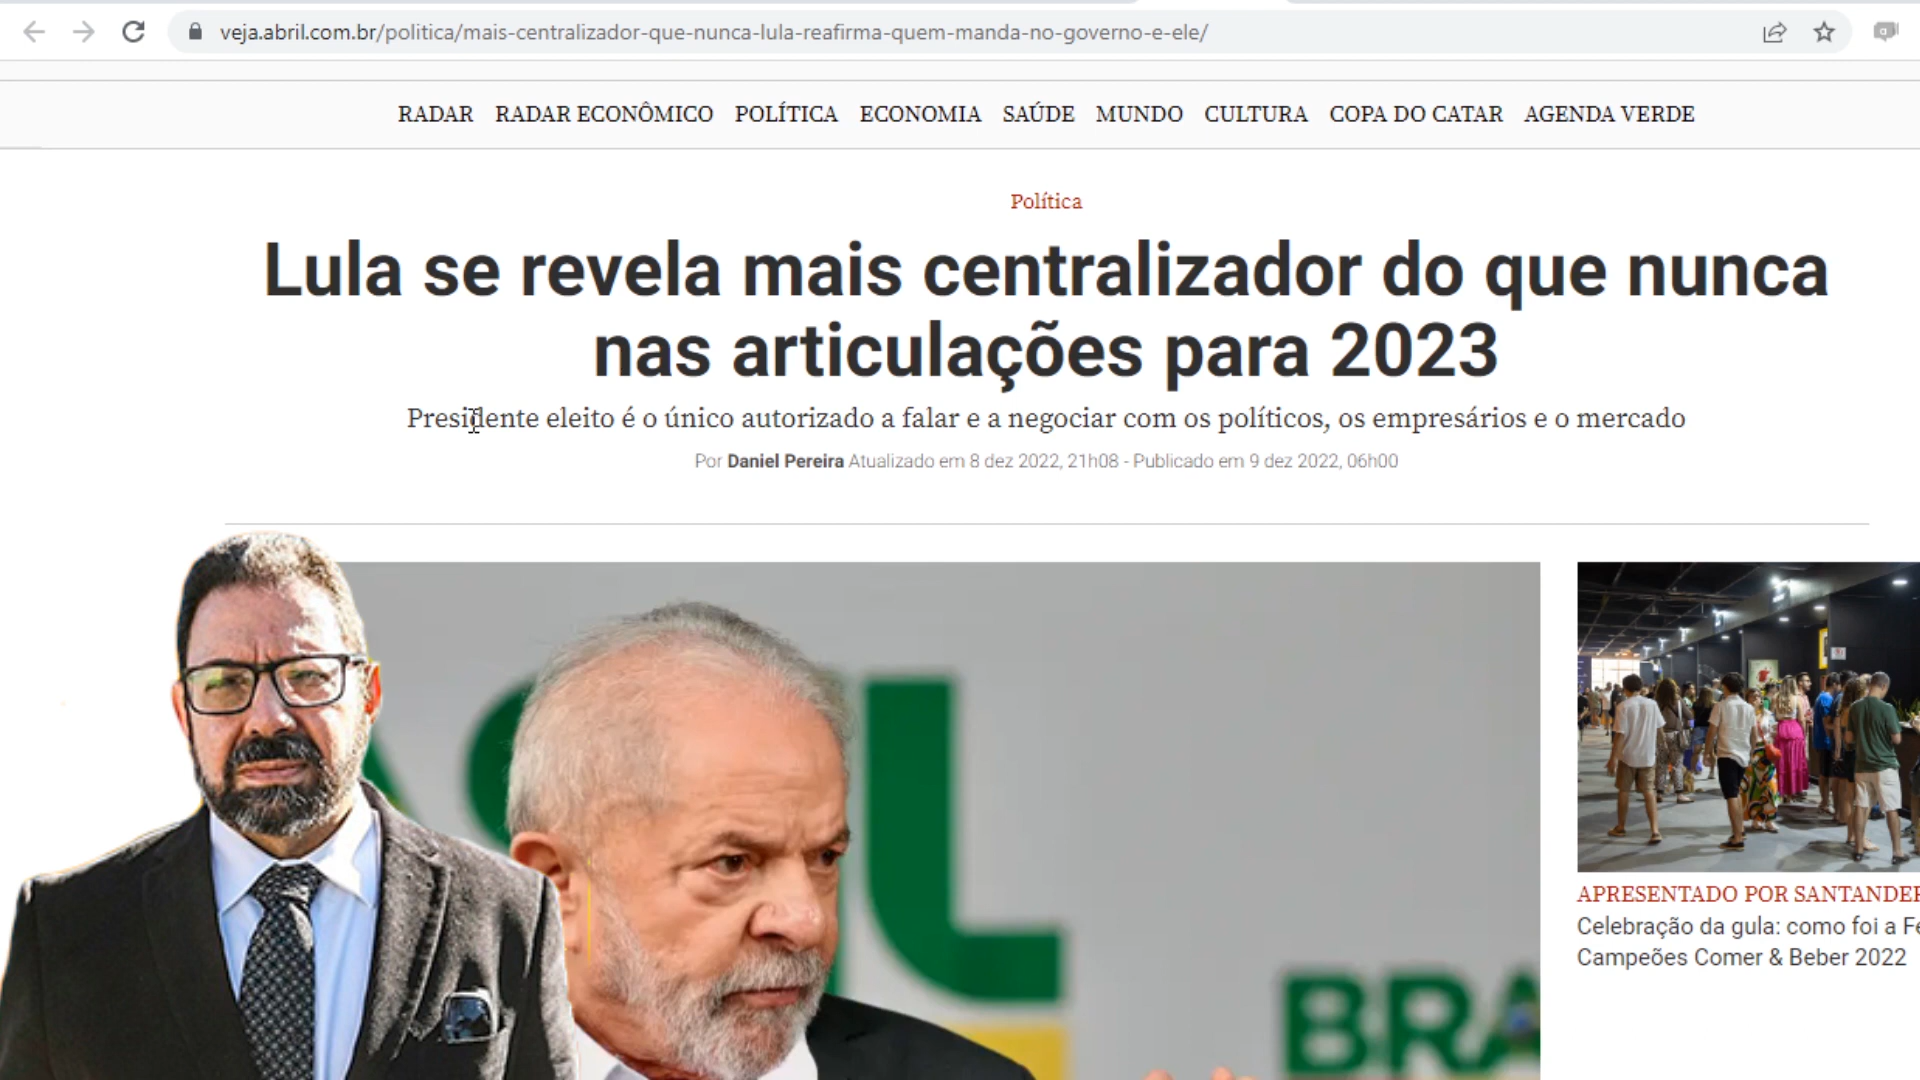 veja.abril.com.br/politica/mais-centralizador-que-nunca-lula-reafirma-quem-manda-no-governo-e-ele/
RADAR RADAR ECONÔMICO POLÍTICA ECONOMIA SAÚDE MUNDO CULTURA COPA DO CATAR AGENDA VERDE
Política
Lula se revela mais centralizador do que nunca
nas articulações para 2023
Presidente eleito é o único autorizado a falar e a negociar com os políticos, os empresários e o mercado
Por Daniel Pereira Atualizado em 8 dez 2022, 21h08 - Publicado em 9 dez 2022, 06h00
BRA
APRESENTADO POR SANTANDER
Celebração da gula: como foi a Fe
Campeões Comer & Beber 2022